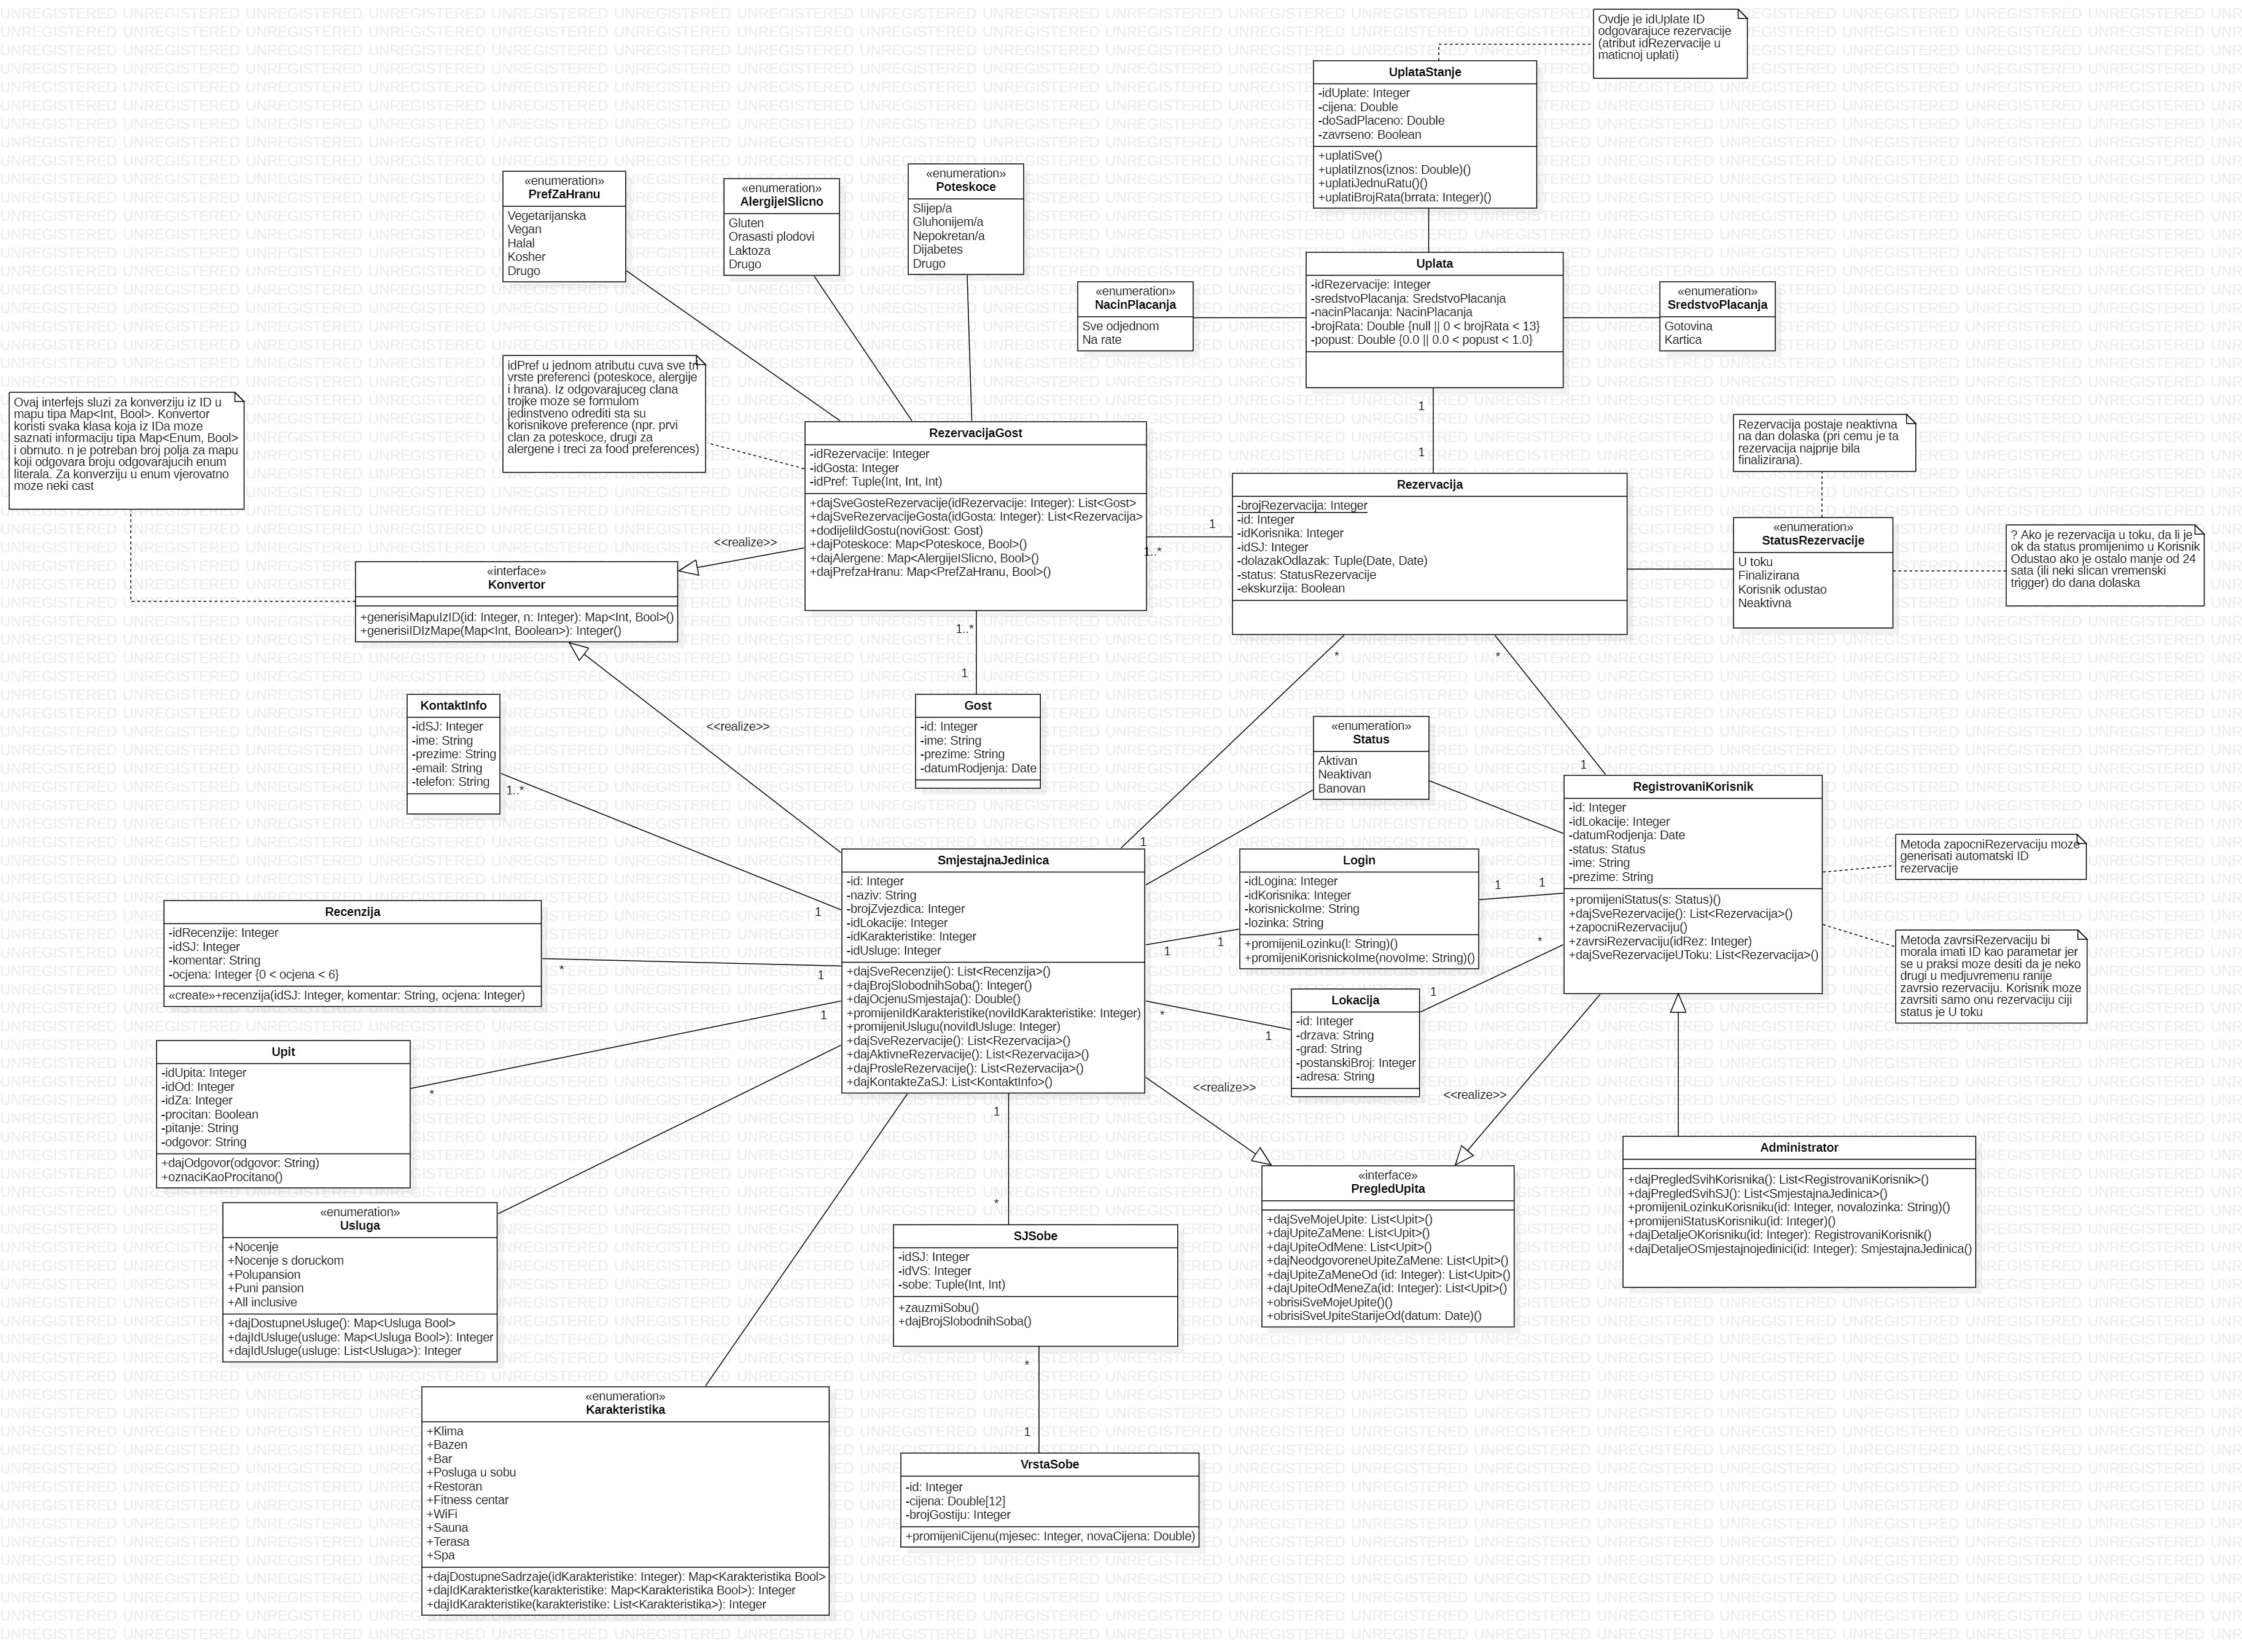 Ovdje je idUplate ID
odgovarajuce rezervacije
(atribut idRezervacije u
maticnoj uplati)
UplataStanje
-idUplate: Integer
-cijena: Double
-doSadPlaceno: Double
-zavrseno: Boolean
+uplatiSve()
+uplatiIznos(iznos: Double)()
+uplatiJednuRatu()()
+uplatiBrojRata(brrata: Integer)()
«enumeration»
PrefZaHranu
Vegetarijanska
Vegan
Halal
Kosher
Drugo
«enumeration»
AlergijeISlicno
Gluten
Orasasti plodovi
Laktoza
Drugo
«enumeration»
Poteskoce
Slijep/a
Gluhonijem/a
Nepokretan/a
Dijabetes
Drugo
Uplata
-idRezervacije: Integer
-sredstvoPlacanja: SredstvoPlacanja
-nacinPlacanja: NacinPlacanja
-brojRata: Double {null || 0 < brojRata < 13}
-popust: Double {0.0 || 0.0 < popust < 1.0}
«enumeration»
NacinPlacanja
Sve odjednom
Na rate
«enumeration»
SredstvoPlacanja
Gotovina
Kartica
idPref u jednom atributu cuva sve tri
vrste preferenci (poteskoce, alergije
i hrana). Iz odgovarajuceg clana
trojke moze se formulom
jedinstveno odrediti sta su
korisnikove preference (npr. prvi
clan za poteskoce, drugi za
alergene i treci za food preferences)
Ovaj interfejs sluzi za konverziju iz ID u
mapu tipa Map<Int, Bool>. Konvertor
koristi svaka klasa koja iz IDa moze
saznati informaciju tipa Map<Enum, Bool>
i obrnuto. n je potreban broj polja za mapu
koji odgovara broju odgovarajucih enum
literala. Za konverziju u enum vjerovatno
moze neki cast
RezervacijaGost
-idRezervacije: Integer
-idGosta: Integer
-idPref: Tuple(Int, Int, Int)
+dajSveGosteRezervacije(idRezervacije: Integer): List<Gost>
+dajSveRezervacijeGosta(idGosta: Integer): List<Rezervacija>
+dodijeliIdGostu(noviGost: Gost)
+dajPoteskoce: Map<Poteskoce, Bool>()
+dajAlergene: Map<AlergijeISlicno, Bool>()
+dajPrefzaHranu: Map<PrefZaHranu, Bool>()
1
1
1
1..*
Rezervacija
-brojRezervacija: Integer
-id: Integer
-idKorisnika: Integer
-idSJ: Integer
-dolazakOdlazak: Tuple(Date, Date)
-status: StatusRezervacije
-ekskurzija: Boolean
Rezervacija postaje neaktivna
na dan dolaska (pri cemu je ta
rezervacija najprije bila
finalizirana).
«enumeration»
StatusRezervacije
U toku
Finalizirana
Korisnik odustao
Neaktivna
? Ako je rezervacija u toku, da li je
ok da status promijenimo u Korisnik
Odustao ako je ostalo manje od 24
sata (ili neki slican vremenski
trigger) do dana dolaska
<<realize>>
«interface»
Konvertor
+generisiMapuIzID(id: Integer, n: Integer): Map<Int, Bool>()
+generisiIDIzMape(Map<Int, Boolean>): Integer()
1..*
1
*
*
KontaktInfo
-idSJ: Integer
-ime: String
-prezime: String
-email: String
-telefon: String
1..*
<<realize>>
Gost
-id: Integer
-ime: String
-prezime: String
-datumRodjenja: Date
«enumeration»
Status
Aktivan
Neaktivan
Banovan
1
1
RegistrovaniKorisnik
-id: Integer
-idLokacije: Integer
-datumRodjenja: Date
-status: Status
-ime: String
-prezime: String
+promijeniStatus(s: Status)()
+dajSveRezervacije(): List<Rezervacija>()
+zapocniRezervaciju()
+zavrsiRezervaciju(idRez: Integer)
+dajSveRezervacijeUToku: List<Rezervacija>()
Metoda zapocniRezervaciju moze
generisati automatski ID
rezervacije
Metoda zavrsiRezervaciju bi
morala imati ID kao parametar jer
se u praksi moze desiti da je neko
drugi u medjuvremenu ranije
zavrsio rezervaciju. Korisnik moze
zavrsiti samo onu rezervaciju ciji
status je U toku
SmjestajnaJedinica
-id: Integer
-naziv: String
-brojZvjezdica: Integer
-idLokacije: Integer
-idKarakteristike: Integer
-idUsluge: Integer
+dajSveRecenzije(): List<Recenzija>()
+dajBrojSlobodnihSoba(): Integer()
+dajOcjenuSmjestaja(): Double()
+promijeniIdKarakteristike(noviIdKarakteristike: Integer)
+promijeniUslugu(noviIdUsluge: Integer)
+dajSveRezervacije(): List<Rezervacija>()
+dajAktivneRezervacije(): List<Rezervacija>()
+dajProsleRezervacije(): List<Rezervacija>()
+dajKontakteZaSJ: List<KontaktInfo>()
Login
-idLogina: Integer
-idKorisnika: Integer
-korisnickoIme: String
-lozinka: String
+promijeniLozinku(l: String)()
+promijeniKorisnickoIme(novoIme: String)()
1
1
1
1
1
Recenzija
-idRecenzije: Integer
-idSJ: Integer
-komentar: String
-ocjena: Integer {0 < ocjena < 6}
«create»+recenzija(idSJ: Integer, komentar: String, ocjena: Integer)
*
1
*
1
Lokacija
-id: Integer
-drzava: String
-grad: String
-postanskiBroj: Integer
-adresa: String
*
1
1
*
Upit
-idUpita: Integer
-idOd: Integer
-idZa: Integer
-procitan: Boolean
-pitanje: String
-odgovor: String
+dajOdgovor(odgovor: String)
+oznaciKaoProcitano()
<<realize>>
<<realize>>
1
*
Administrator
+dajPregledSvihKorisnika(): List<RegistrovaniKorisnik>()
+dajPregledSvihSJ(): List<SmjestajnaJedinica>()
+promijeniLozinkuKorisniku(id: Integer, novalozinka: String)()
+promijeniStatusKorisniku(id: Integer)()
+dajDetaljeOKorisniku(id: Integer): RegistrovaniKorisnik()
+dajDetaljeOSmjestajnojedinici(id: Integer): SmjestajnaJedinica()
«interface»
PregledUpita
+dajSveMojeUpite: List<Upit>()
+dajUpiteZaMene: List<Upit>()
+dajUpiteOdMene: List<Upit>()
+dajNeodgovoreneUpiteZaMene: List<Upit>()
+dajUpiteZaMeneOd (id: Integer): List<Upit>()
+dajUpiteOdMeneZa(id: Integer): List<Upit>()
+obrisiSveMojeUpite()()
+obrisiSveUpiteStarijeOd(datum: Date)()
«enumeration»
Usluga
+Nocenje
+Nocenje s doruckom
+Polupansion
+Puni pansion
+All inclusive
+dajDostupneUsluge(): Map<Usluga Bool>
+dajIdUsluge(usluge: Map<Usluga Bool>): Integer
+dajIdUsluge(usluge: List<Usluga>): Integer
SJSobe
-idSJ: Integer
-idVS: Integer
-sobe: Tuple(Int, Int)
+zauzmiSobu()
+dajBrojSlobodnihSoba()
*
1
«enumeration»
Karakteristika
+Klima
+Bazen
+Bar
+Posluga u sobu
+Restoran
+Fitness centar
+WiFi
+Sauna
+Terasa
+Spa
+dajDostupneSadrzaje(idKarakteristike: Integer): Map<Karakteristika Bool>
+dajIdKarakteristke(karakteristike: Map<Karakteristika Bool>): Integer
+dajIdKarakteristike(karakteristike: List<Karakteristika>): Integer
VrstaSobe
-id: Integer
-cijena: Double[12]
-brojGostiju: Integer
+promijeniCijenu(mjesec: Integer, novaCijena: Double)